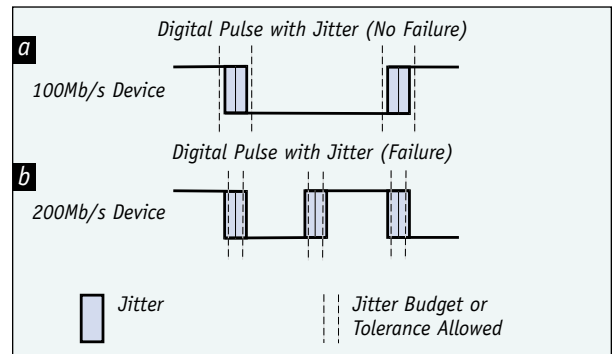 Digital Pulse with Jitter (No Failure)
a
100Mb/s Device
Digital Pulse with Jitter (Failure)
b
200Mb/s Device
Jitter
Jitter Budget or
Tolerance Allowed